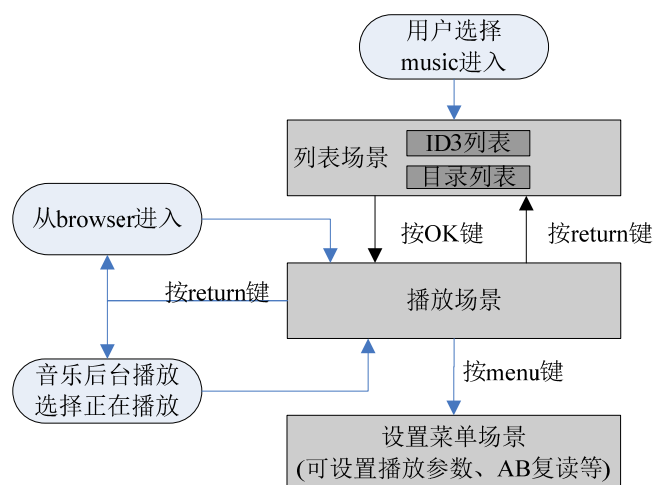 用户选择
music进入
列表场景
ID3列表
目录列表
从browser进入
按OK键
按return键
按return键
播放场景
音乐后台播放
选择正在播放
按menu键
设置菜单场景
(可设置播放参数、AB复读等)